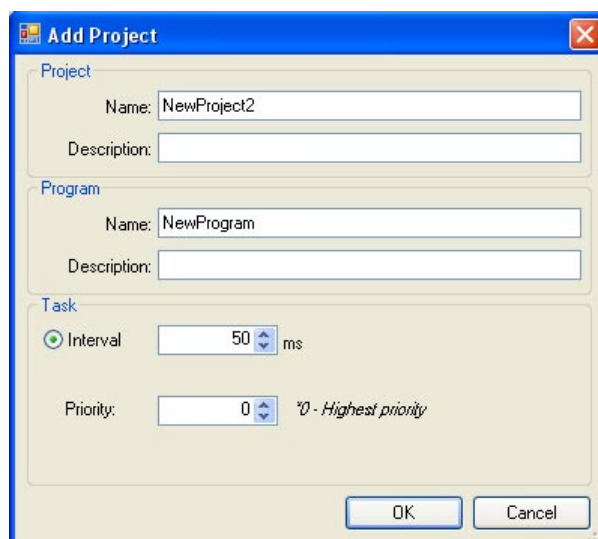 Add Project
Project
Name: NewProject2
Description:
Program
Name: NewProgram
Description:
Task
Interval 50 ms
Priority: 0 *0 - Highest priority
OK Cancel